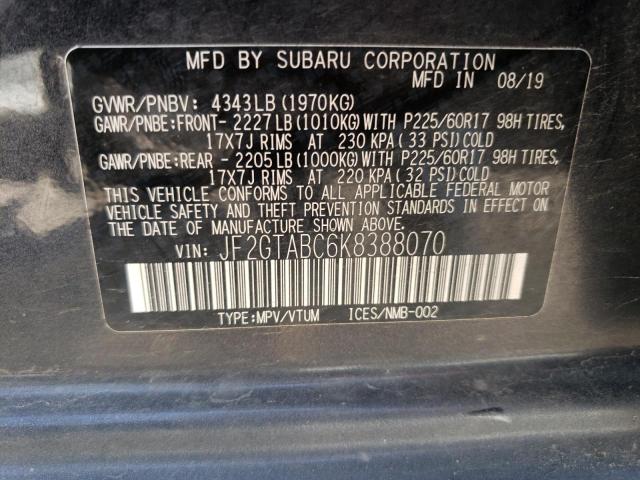 MFD BY SUBARU CORPORATION
MFD IN 08/19
GVWR/PNBV: 4343LB (1970KG)
GAWR/PNBE:FRONT- 2227 LB (1010KG) WITH P225/60R17 98H TIRES,
17X7J RIMS AT 230 KPA ( 33 PSI) COLD
GAWR/PNBE:REAR - 2205 LB (1000KG) WITH P225/60R17 98H TIRES,
17X7J RIMS AT 220 KPA ( 32 PSI) COLD
THIS VEHICLE CONFORMS TO ALL APPLICABLE FEDERAL MOTOR
VEHICLE SAFETY AND THEFT PREVENTION STANDARDS IN EFFECT ON
THE DATE OF MANUFACTURE SHOWN ABOVE.
VIN: JF2GTABC6K8388070
TYPE:MPV/VTUM ICES/NMB-002